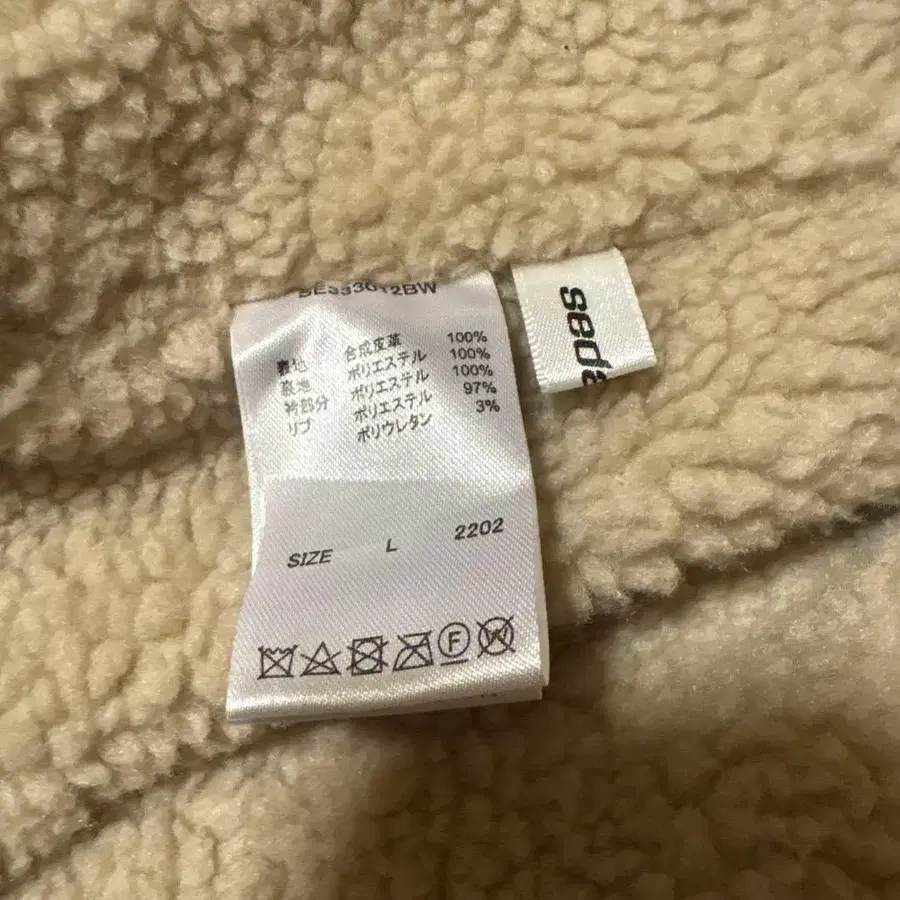 SE333012BW
表地 合成皮革 100%
裏地 ポリエステル 100%
衿部分 ポリエステル 100%
リブ ポリエステル 97%
ポリウレタン 3%
SIZE L 2202
F W
seda